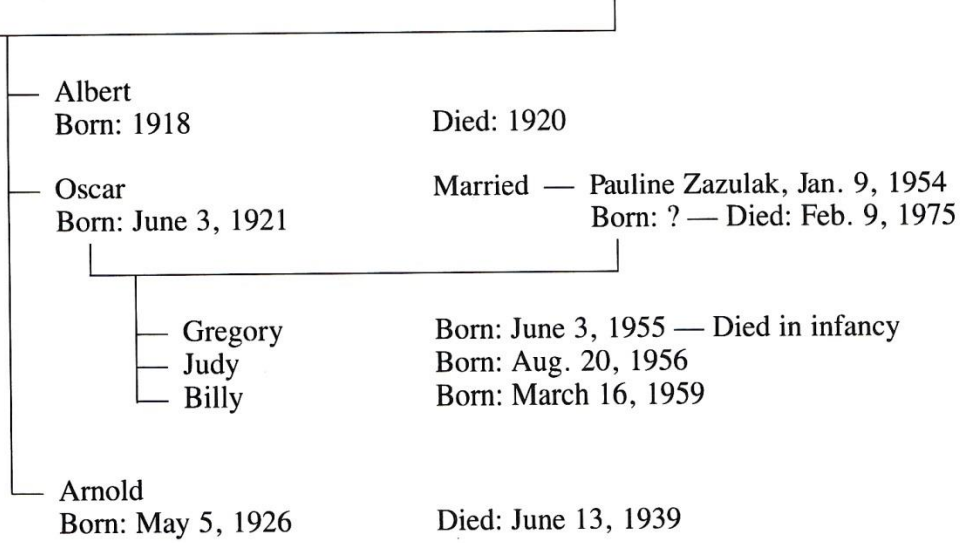 Albert
Born: 1918 Died: 1920
Oscar Married — Pauline Zazulak, Jan. 9, 1954
Born: June 3, 1921 Born: ? — Died: Feb. 9, 1975
Gregory Born: June 3, 1955 — Died in infancy
Judy Born: Aug. 20, 1956
Billy Born: March 16, 1959
Arnold
Born: May 5, 1926 Died: June 13, 1939